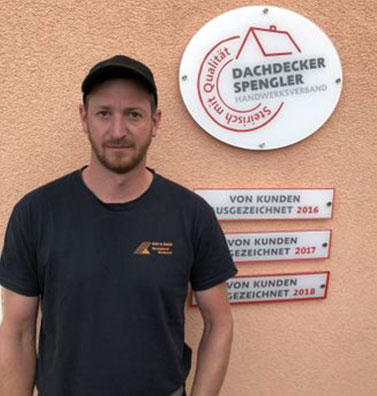 Steirisch mit Qualität
DACHDECKER
SPENGLER
HANDWERKSVERBAND
VON KUNDEN
USGEZEICHNET 2016
VON KUNDEN
GEZEICHNET 2017
VON KUNDEN
GEZEICHNET 2018